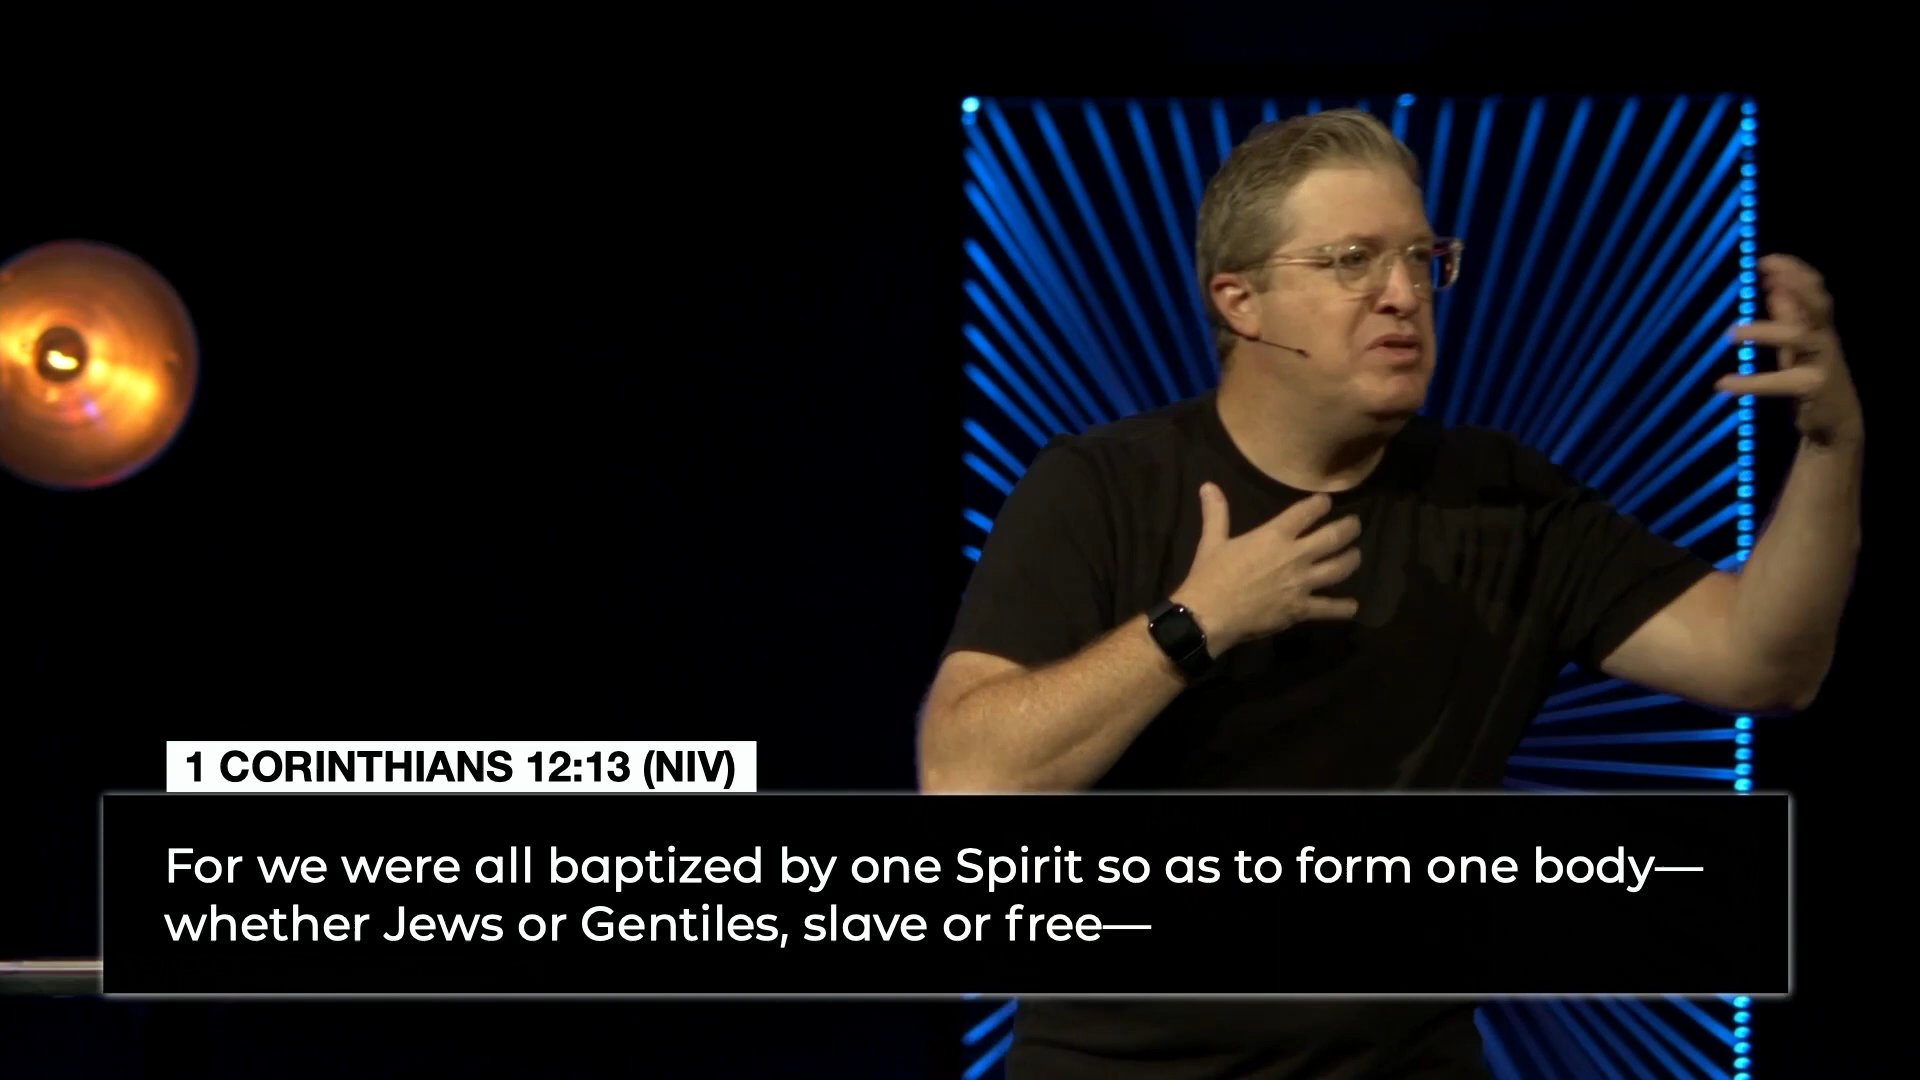 1 CORINTHIANS 12:13 (NIV)
For we were all baptized by one Spirit so as to form one body—
whether Jews or Gentiles, slave or free—